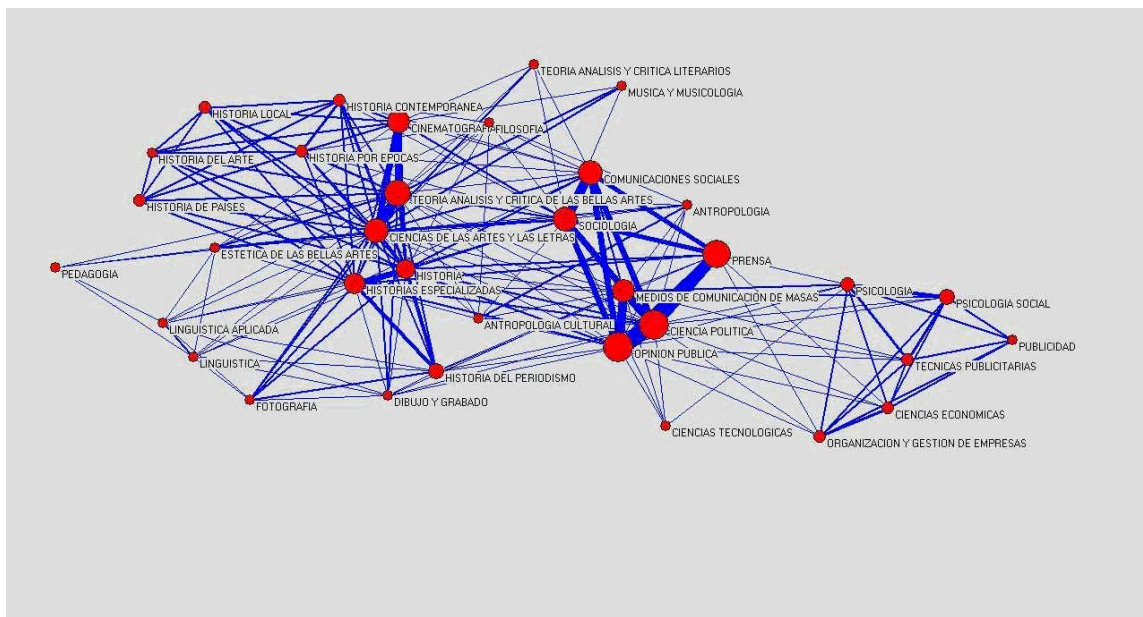 TEORIA ANALISIS Y CRITICA LITERARIOS
MUSICA Y MUSICOLOGIA
HISTORIA CONTEMPORANEA
HISTORIA LOCAL
CINEMATOGRAFIA
FILOSOFIA
HISTORIA DEL ARTE
HISTORIA POR EPOCAS
COMUNICACIONES SOCIALES
TEORIA ANALISIS Y CRITICA DE LAS BELLAS ARTES
HISTORIA DE PAISES
ANTROPOLOGIA
SOCIOLOGIA
CIENCIAS DE LAS ARTES Y LAS LETRAS
ESTETICA DE LAS BELLAS ARTES
PRENSA
PEDAGOGIA
HISTORIA
HISTORIAS ESPECIALIZADAS
PSICOLOGIA
MEDIOS DE COMUNICACION DE MASAS
PSICOLOGIA SOCIAL
ANTROPOLOGIA CULTURAL
LINGUISTICA APLICADA
CIENCIA POLITICA
PUBLICIDAD
OPINION PUBLICA
LINGUISTICA
TECNICAS PUBLICITARIAS
HISTORIA DEL PERIODISMO
DIBUJO Y GRABADO
FOTOGRAFIA
CIENCIAS ECONOMICAS
CIENCIAS TECNOLOGICAS
ORGANIZACION Y GESTION DE EMPRESAS